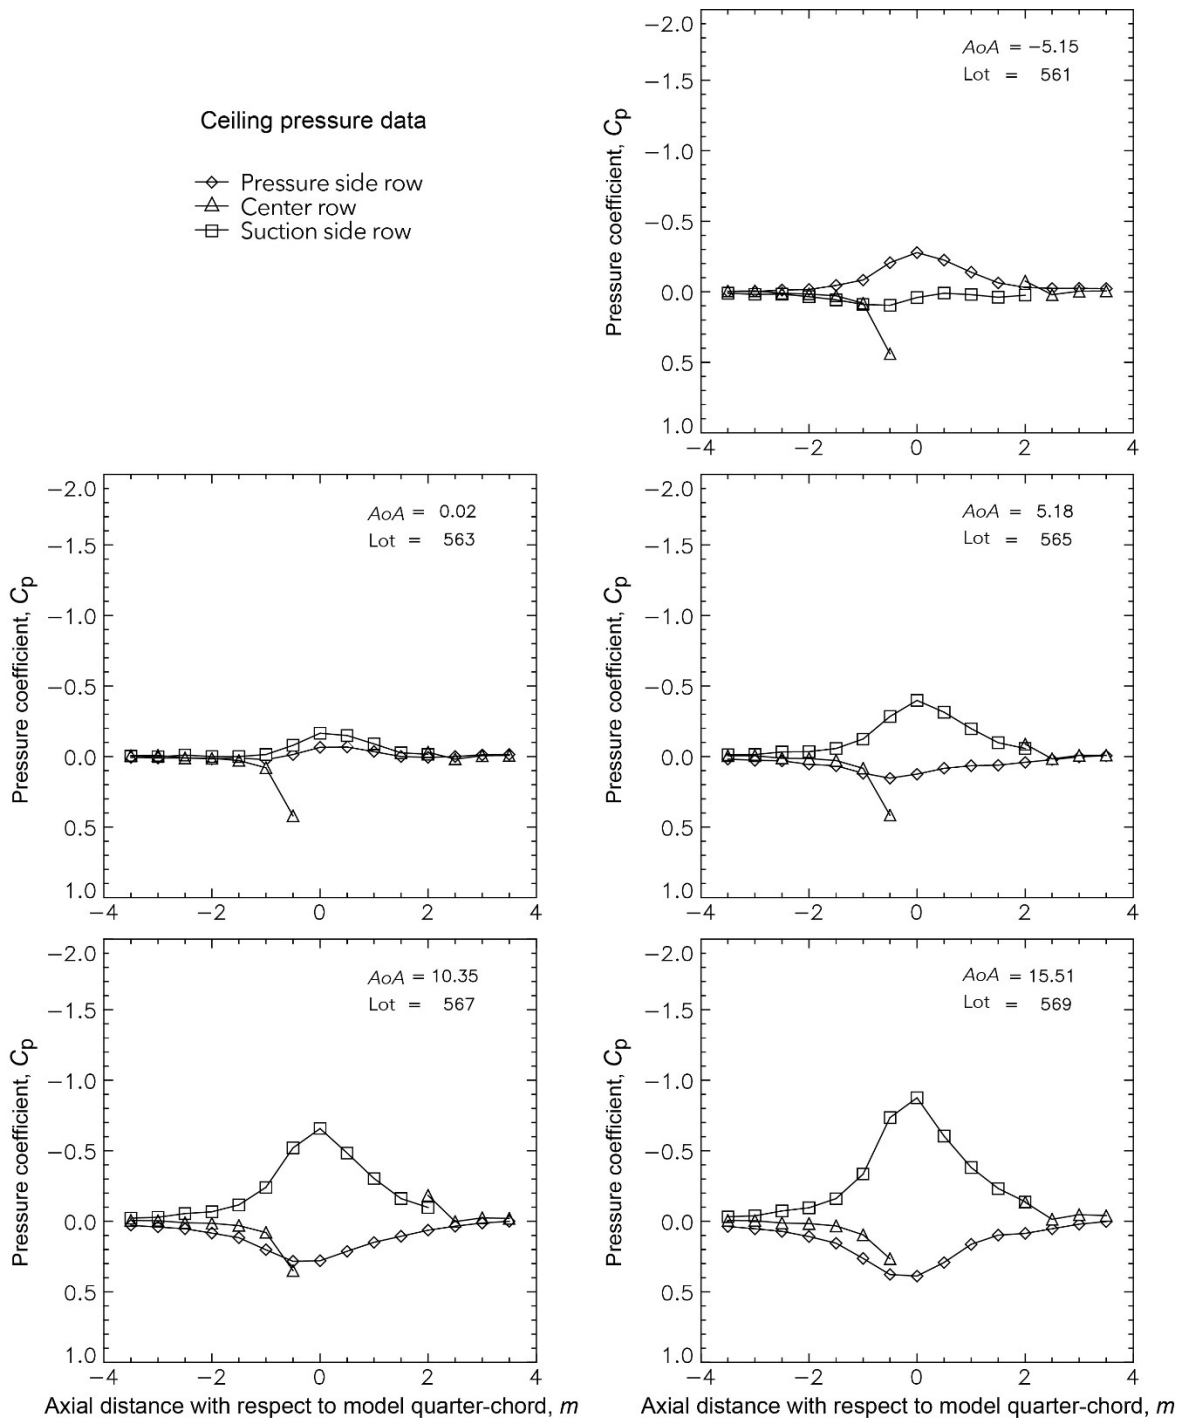 Ceiling pressure data
Pressure side row
Center row
Suction side row
AoA = −5.15
Lot = 561
Pressure coefficient, Cp
−2.0
−1.5
−1.0
−0.5
0.0
0.5
1.0
−4
−2
0
2
4
AoA = 0.02
Lot = 563
Pressure coefficient, Cp
−2.0
−1.5
−1.0
−0.5
0.0
0.5
1.0
−4
−2
0
2
4
AoA = 5.18
Lot = 565
Pressure coefficient, Cp
−2.0
−1.5
−1.0
−0.5
0.0
0.5
1.0
−4
−2
0
2
4
AoA = 10.35
Lot = 567
Pressure coefficient, Cp
−2.0
−1.5
−1.0
−0.5
0.0
0.5
1.0
−4
−2
0
2
4
Axial distance with respect to model quarter-chord, m
AoA = 15.51
Lot = 569
Pressure coefficient, Cp
−2.0
−1.5
−1.0
−0.5
0.0
0.5
1.0
−4
−2
0
2
4
Axial distance with respect to model quarter-chord, m